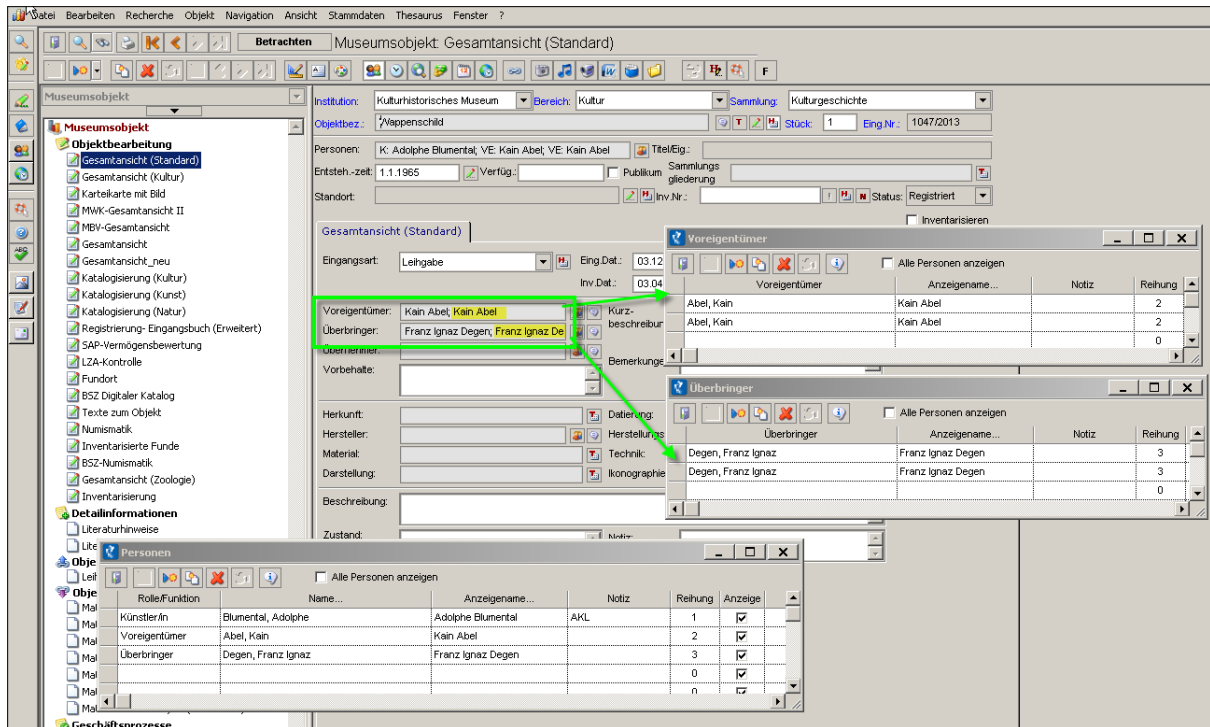 Datei Bearbeiten Recherche Objekt Navigation Ansicht Stammdaten Thesaurus Fenster ?
Betrachten Museumsobjekt: Gesamtansicht (Standard)
F
Museumsobjekt
Museumsobjekt
Objektbearbeitung
Gesamtansicht (Standard)
Gesamtansicht (Kultur)
Karteikarte mit Bild
MWK-Gesamtansicht II
MBV-Gesamtansicht
Gesamtansicht
Gesamtansicht_neu
Katalogisierung (Kultur)
Katalogisierung (Kunst)
Katalogisierung (Natur)
Registrierung- Eingangsbuch (Erweitert)
SAP-Vermögensbewertung
LZA-Kontrolle
Fundort
BSZ Digitaler Katalog
Texte zum Objekt
Numismatik
Inventarisierte Funde
BSZ-Numismatik
Gesamtansicht (Zoologie)
Inventarisierung
Detailinformationen
Literaturhinweise
Institution: Kulturhistorisches Museum Bereich: Kultur Sammlung: Kulturgeschichte
Objektbez.: Wappenschild T Stück: 1 Eing.Nr.: 1047/2013
Personen: K: Adolphe Blumental; VE: Kain Abel; VE: Kain Abel Titel/Eig.:
Entsteh.-zeit: 1.1.1965 Verfüg.: Publikum Sammlungs
gliederung
Standort: Inv.Nr.: N Status: Registriert
Inventarisieren
Gesamtansicht (Standard)
Eingangsart: Leihgabe Eing.Dat.: 03.12
Inv.Dat.: 03.04
Voreigentümer: Kain Abel; Kain Abel Kurz-
beschreibur
Überbringer: Franz Ignaz Degen; Franz Ignaz De
Übernehmer:
Bemerkunge
Vorbehalte:
Herkunft: Datierung:
Hersteller: Herstellungs
Material: Technik:
Darstellung: Ikonographie
Beschreibung:
Zustand: Notiz:
Voreigentümer
Alle Personen anzeigen
Voreigentümer Anzeigename... Notiz Reihung
Abel, Kain Kain Abel 2
Abel, Kain Kain Abel 2
0
Überbringer
Alle Personen anzeigen
Überbringer Anzeigename... Notiz Reihung
Degen, Franz Ignaz Franz Ignaz Degen 3
Degen, Franz Ignaz Franz Ignaz Degen 3
0
Personen
Alle Personen anzeigen
Rolle/Funktion Name... Anzeigename... Notiz Reihung Anzeige
Künstler/in Blumental, Adolphe Adolphe Blumental AKL 1
Voreigentümer Abel, Kain Kain Abel 2
Überbringer Degen, Franz Ignaz Franz Ignaz Degen 3
0
0
Geschäftsprozesse